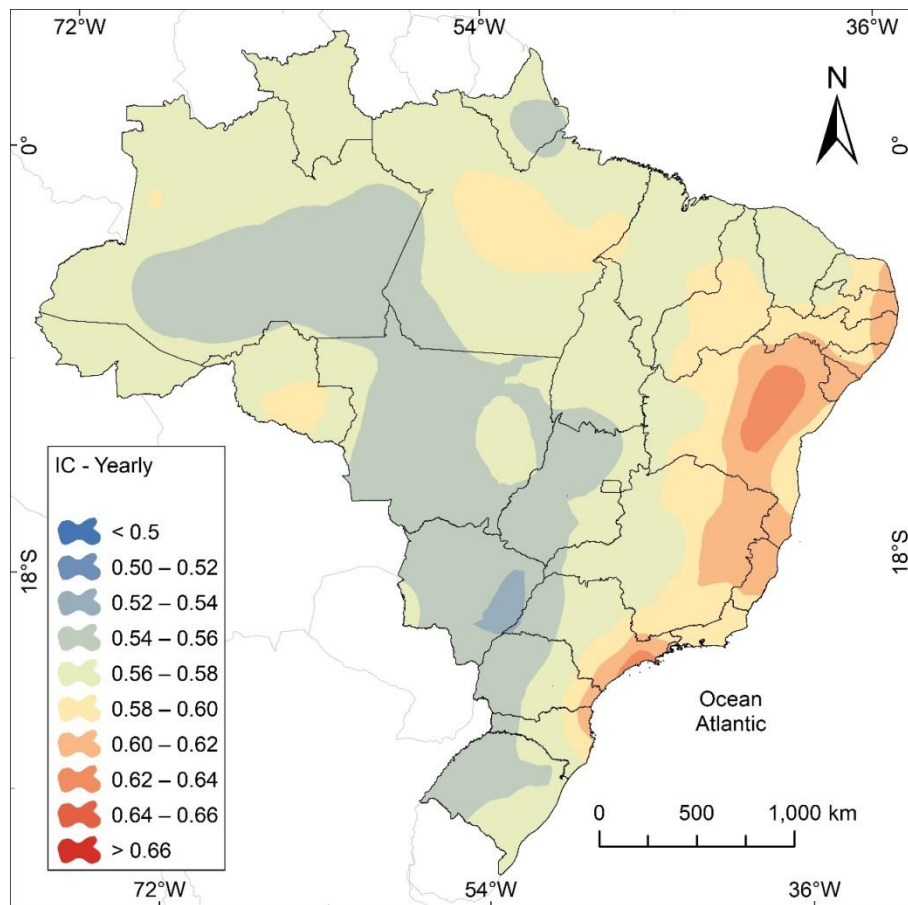 72°W 54°W 36°W
N
0° 0°
IC - Yearly
< 0.5
0.50 – 0.52
0.52 – 0.54
0.54 – 0.56
0.56 – 0.58
0.58 – 0.60
0.60 – 0.62
0.62 – 0.64
0.64 – 0.66
> 0.66
18°S 18°S
Ocean
Atlantic
0 500 1,000 km
72°W 54°W 36°W